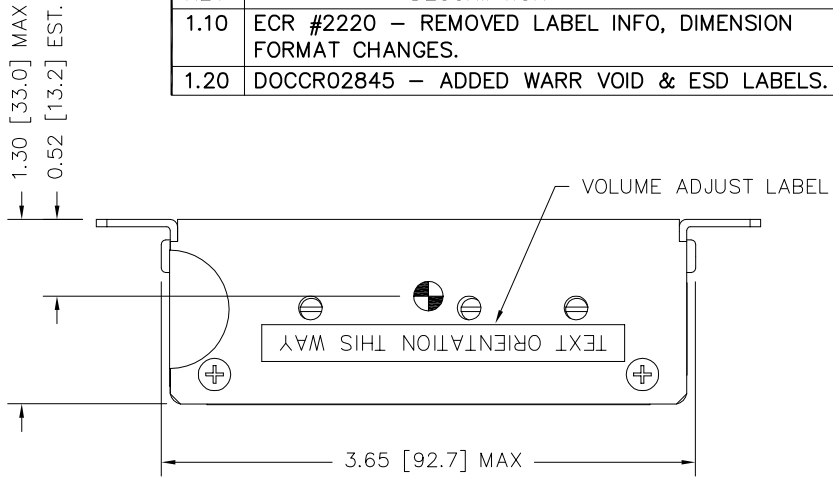 1.10 ECR #2220 – REMOVED LABEL INFO, DIMENSION
FORMAT CHANGES.
1.20 DOCCR02845 – ADDED WARR VOID & ESD LABELS.
1.30 [33.0] MAX
0.52 [13.2] EST.
VOLUME ADJUST LABEL
TEXT ORIENTATION THIS WAY
3.65 [92.7] MAX